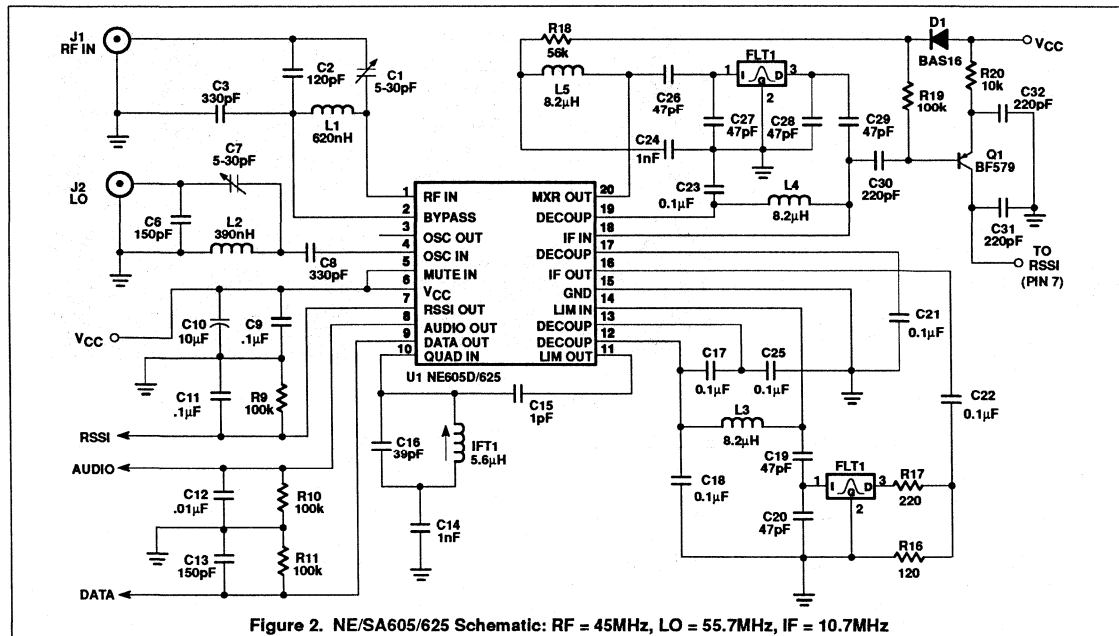 J1
RF IN
C3
330pF
C2
120pF
C1
5-30pF
L1
620nH
C7
5-30pF
J2
LO
C6
150pF
L2
390nH
C8
330pF
VCC
C10
10µF
C9
.1µF
C11
.1µF
R9
100k
RSSI
AUDIO
C12
.01µF
R10
100k
C13
150pF
R11
100k
DATA
1 RF IN
2 BYPASS
3 OSC OUT
4 OSC IN
5 MUTE IN
6 VCC
7 RSSI OUT
8 AUDIO OUT
9 DATA OUT
10 QUAD IN
MXR OUT 20
DECOUP 19
IF IN 18
DECOUP 17
IF OUT 16
GND 15
LIM IN 14
DECOUP 13
DECOUP 12
LIM OUT 11
U1 NE605D/625
C15
1pF
C16
39pF
IFT1
5.6µH
C14
1nF
R18
56k
L5
8.2µH
C26
47pF
1 I G D 3
FLT1
2
C27
47pF
C28
47pF
C29
47pF
C24
1nF
C23
0.1µF
L4
8.2µH
C30
220pF
D1
BAS16
VCC
R19
100k
R20
10k
C32
220pF
Q1
BF579
C31
220pF
TO
RSSI
(PIN 7)
C21
0.1µF
C17
0.1µF
C25
0.1µF
C22
0.1µF
L3
8.2µH
C18
0.1µF
C19
47pF
C20
47pF
FLT1
1 I G D 3
2
R17
220
R16
120
Figure 2. NE/SA605/625 Schematic: RF = 45MHz, LO = 55.7MHz, IF = 10.7MHz